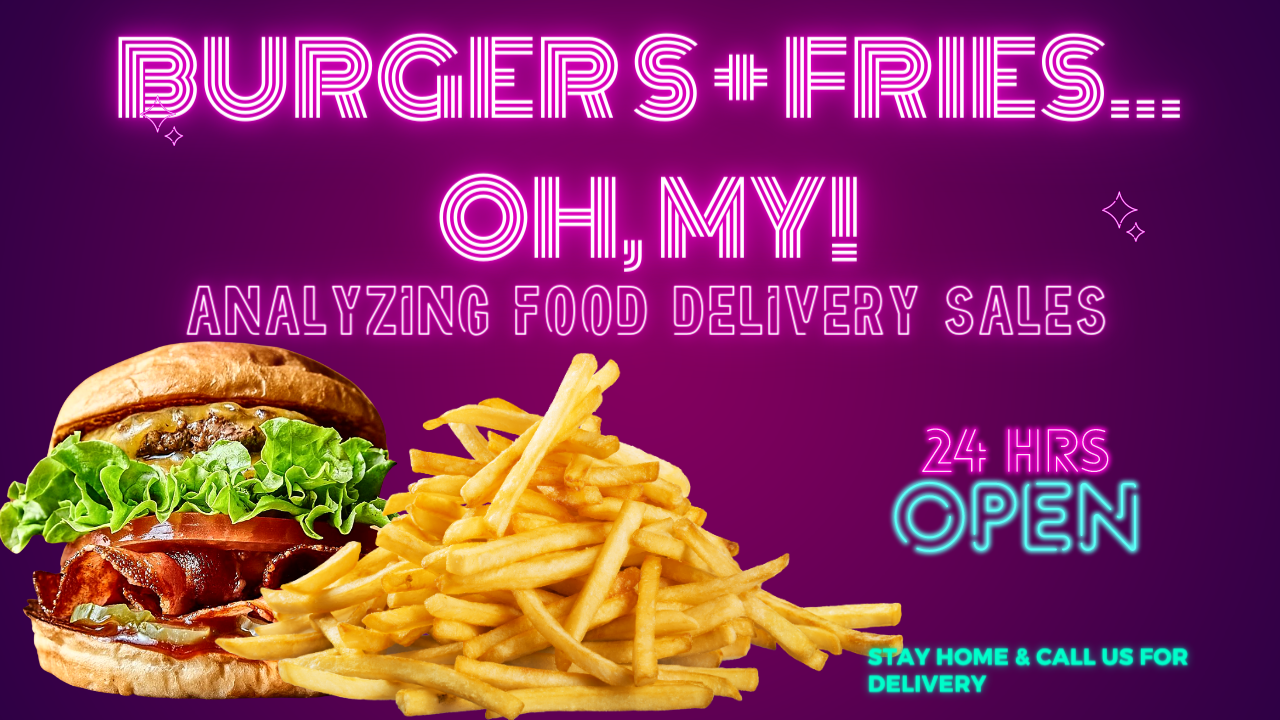 BURGERS + FRIES...
OH, MY!
ANALYZING FOOD DELIVERY SALES
24 HRS
OPEN
STAY HOME & CALL US FOR
DELIVERY